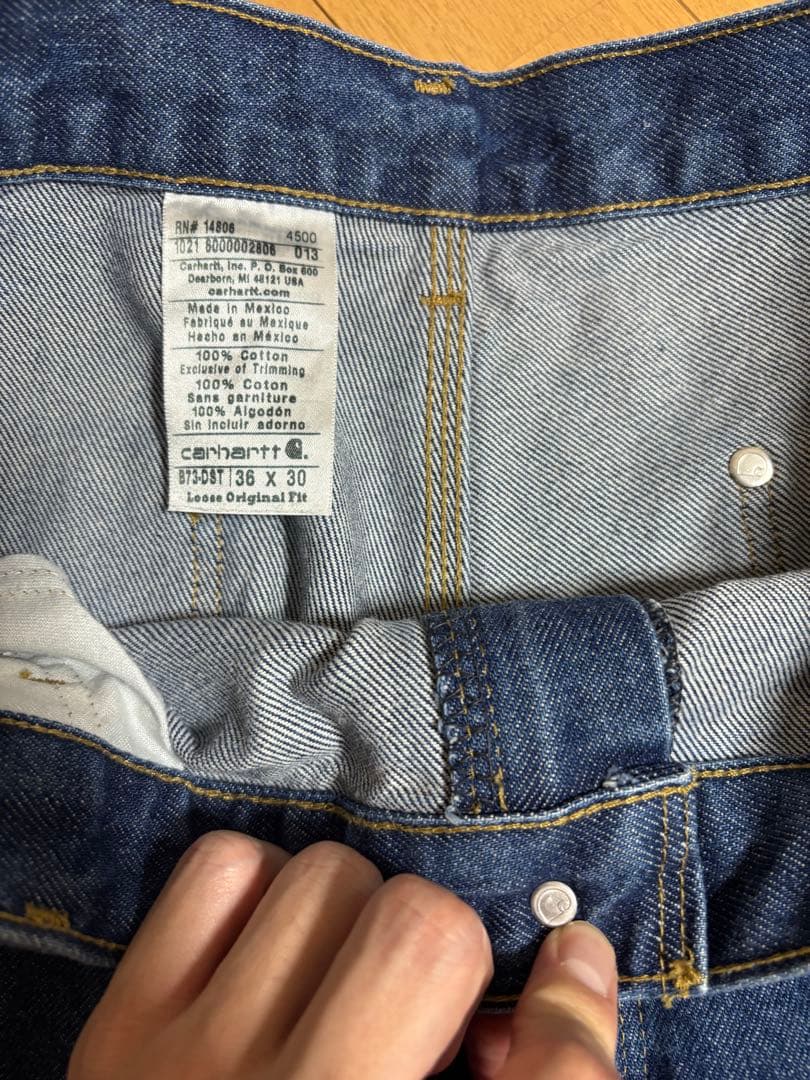 RN# 14806
4500
1021 6000002806 013
Carhartt, Inc. P. O. Box 600
Dearborn, MI 48121 USA
carhartt.com
Made in Mexico
Fabriqué au Mexique
Hecho en México
100% Cotton
Exclusive of Trimming
100% Coton
Sans garniture
100% Algodón
Sin incluir adorno
carhartt
B73-DST 36 X 30
Loose Original Fit